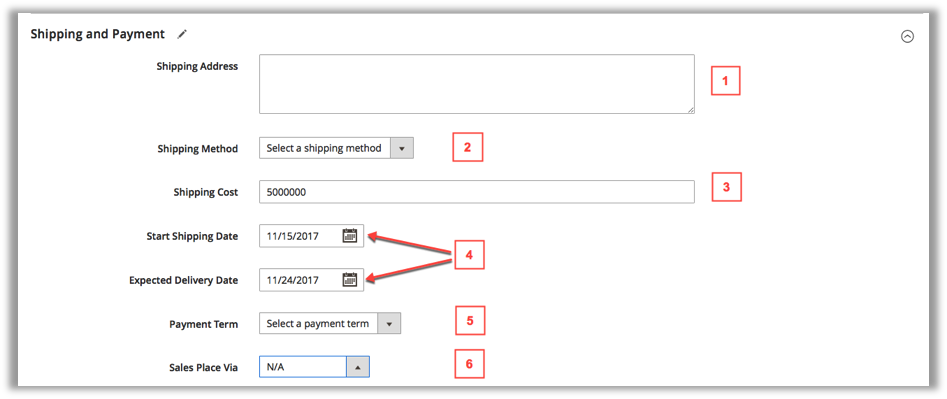 Shipping and Payment
Shipping Address
1
Shipping Method Select a shipping method 2
Shipping Cost 5000000 3
Start Shipping Date 11/15/2017
4
Expected Delivery Date 11/24/2017
Payment Term Select a payment term 5
Sales Place Via N/A 6